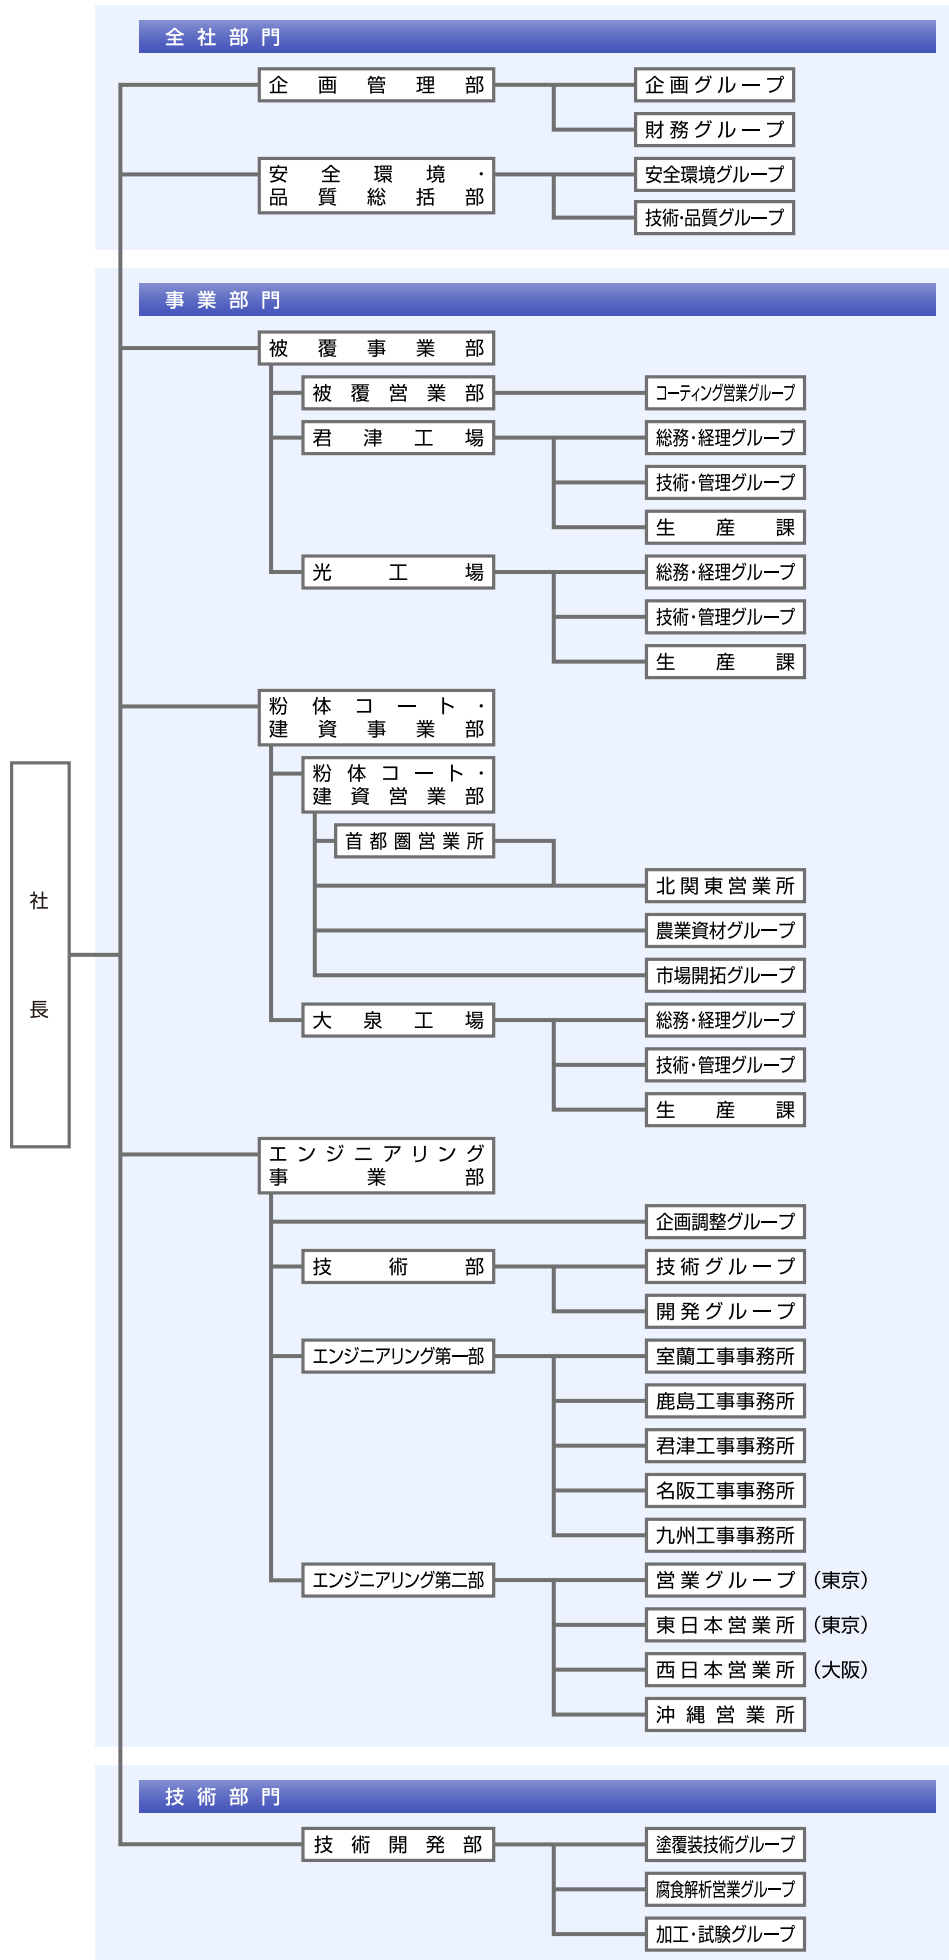 全社部門
企画管理部
企画グループ
財務グループ
安全環境・
品質総括部
安全環境グループ
技術・品質グループ
事業部門
被覆事業部
被覆営業部
コーティング営業グループ
君津工場
総務・経理グループ
技術・管理グループ
生産課
光工場
総務・経理グループ
技術・管理グループ
生産課
粉体コート・
建資事業部
粉体コート・
建資営業部
首都圏営業所
北関東営業所
農業資材グループ
市場開拓グループ
大泉工場
総務・経理グループ
技術・管理グループ
生産課
社長
エンジニアリング
事業部
企画調整グループ
技術部
技術グループ
開発グループ
エンジニアリング第一部
室蘭工事事務所
鹿島工事事務所
君津工事事務所
名阪工事事務所
九州工事事務所
エンジニアリング第二部
営業グループ（東京）
東日本営業所（東京）
西日本営業所（大阪）
沖縄営業所
技術部門
技術開発部
塗覆装技術グループ
腐食解析営業グループ
加工・試験グループ